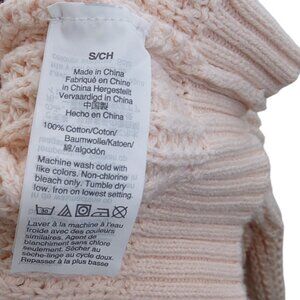 S/CH
Made in China
Fabriqué en Chine
in China Hergestellt
Vervaardigd in China
中国製
Hecho en China
100% Cotton/Coton/
Baumwolle/Katoen/
綿/algodón
Machine wash cold with
like colors. Non-chlorine
bleach only. Tumble dry
low. Iron on lowest setting.
Laver à la machine à l'eau
froide avec des couleurs
similaires. Agent de
blanchiment sans chlore
seulement. Sécher au
sèche-linge au cycle doux.
Repasser à la plus basse